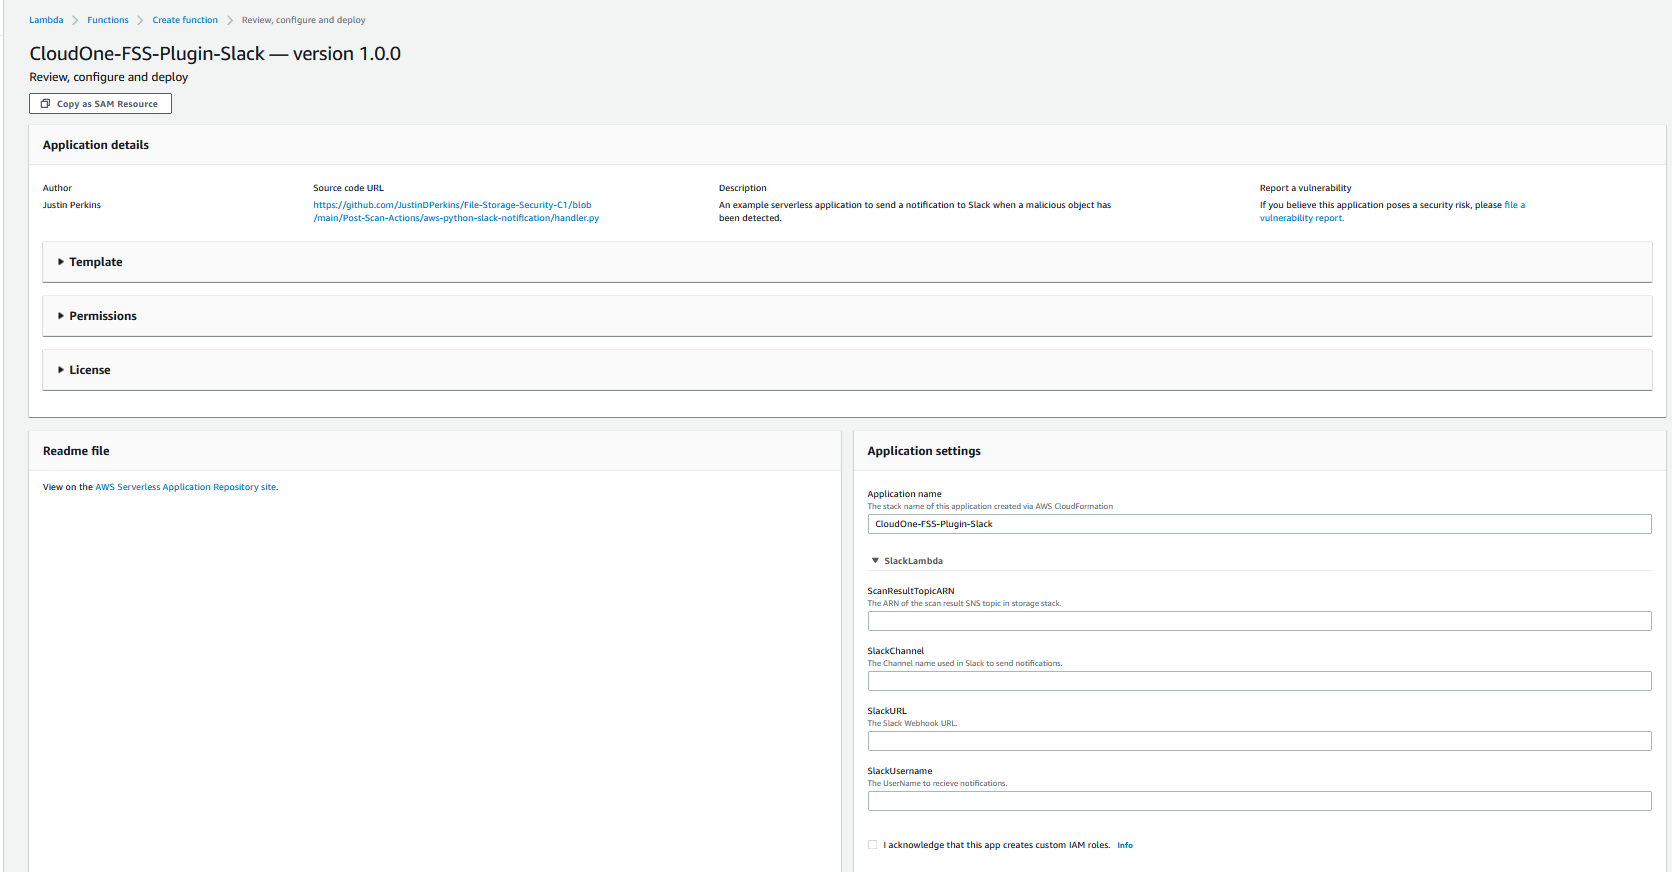 Lambda > Functions > Create function > Review, configure and deploy
CloudOne-FSS-Plugin-Slack — version 1.0.0
Review, configure and deploy
Copy as SAM Resource
Application details
Author
Justin Perkins
Source code URL
https://github.com/JustinDPerkins/File-Storage-Security-C1/blob
/main/Post-Scan-Actions/aws-python-slack-notification/handler.py
Description
An example serverless application to send a notification to Slack when a malicious object has
been detected.
Report a vulnerability
If you believe this application poses a security risk, please file a
vulnerability report.
Template
Permissions
License
Readme file
View on the AWS Serverless Application Repository site.
Application settings
Application name
The stack name of this application created via AWS CloudFormation
CloudOne-FSS-Plugin-Slack
SlackLambda
ScanResultTopicARN
The ARN of the scan result SNS topic in storage stack.
SlackChannel
The Channel name used in Slack to send notifications.
SlackURL
The Slack Webhook URL.
SlackUsername
The UserName to recieve notifications.
I acknowledge that this app creates custom IAM roles. Info